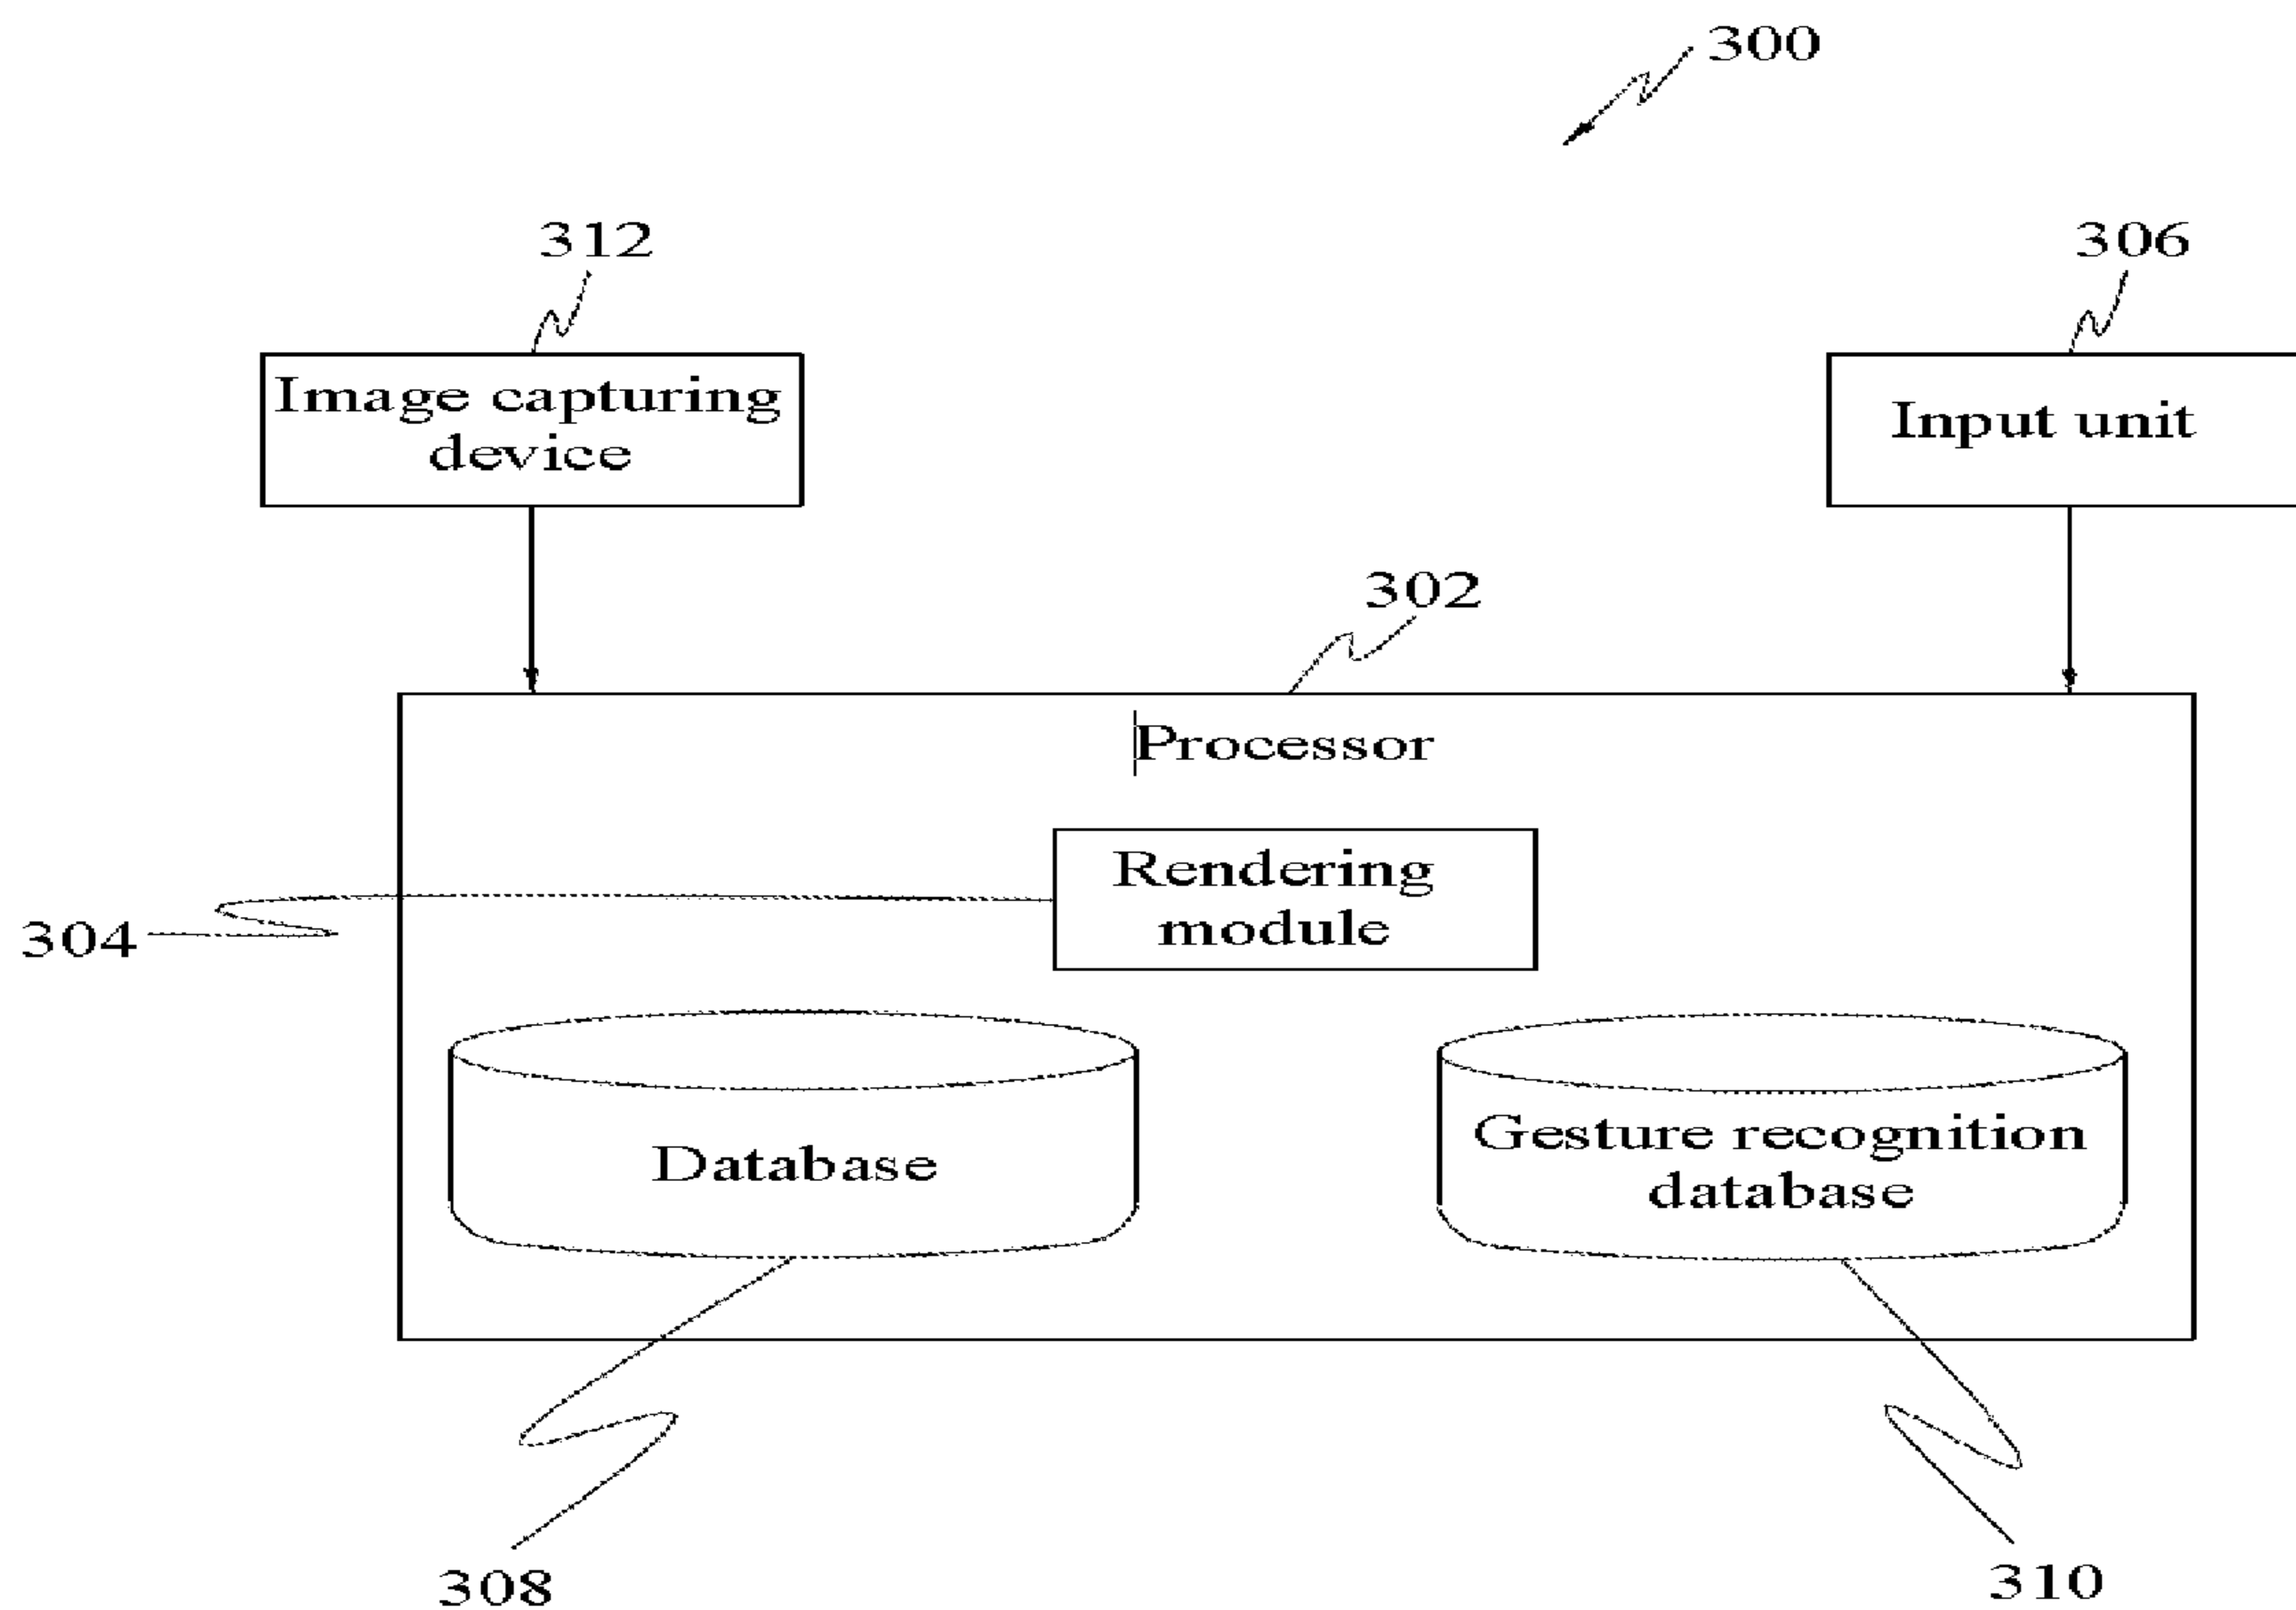 300
312
306
Image capturing
device
Input unit
302
Processor
Rendering
module
304
Database
Gesture recognition
database
308
310